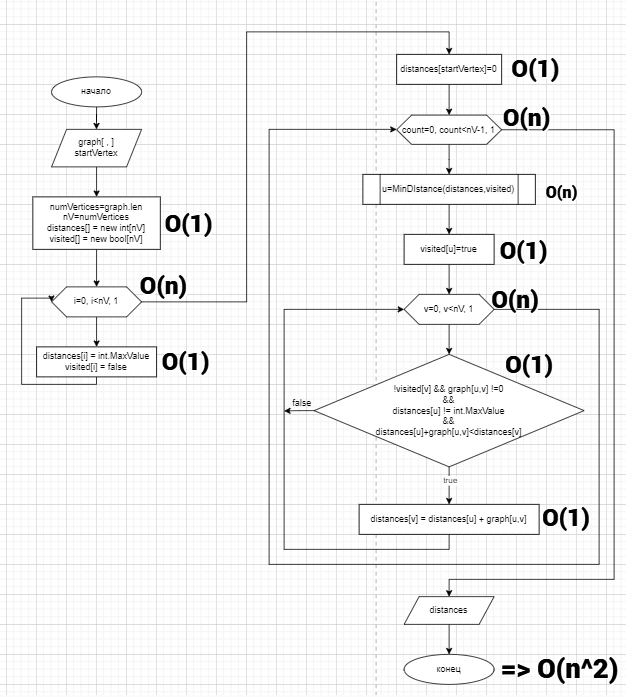 начало
graph[ , ]
startVertex
numVertices=graph.len
nV=numVertices
distances[] = new int[nV]
visited[] = new bool[nV]
O(1)
i=0, i<nV, 1
O(n)
distances[i] = int.MaxValue
visited[i] = false
O(1)
distances[startVertex]=0
O(1)
count=0, count<nV-1, 1
O(n)
u=MinDIstance(distances,visited)
O(n)
visited[u]=true
O(1)
v=0, v<nV, 1
O(n)
O(1)
!visited[v] && graph[u,v] !=0
&&
distances[u] != int.MaxValue
&&
distances[u]+graph[u,v]<distances[v]
false
true
distances[v] = distances[u] + graph[u,v]
O(1)
distances
конец
=> O(n^2)